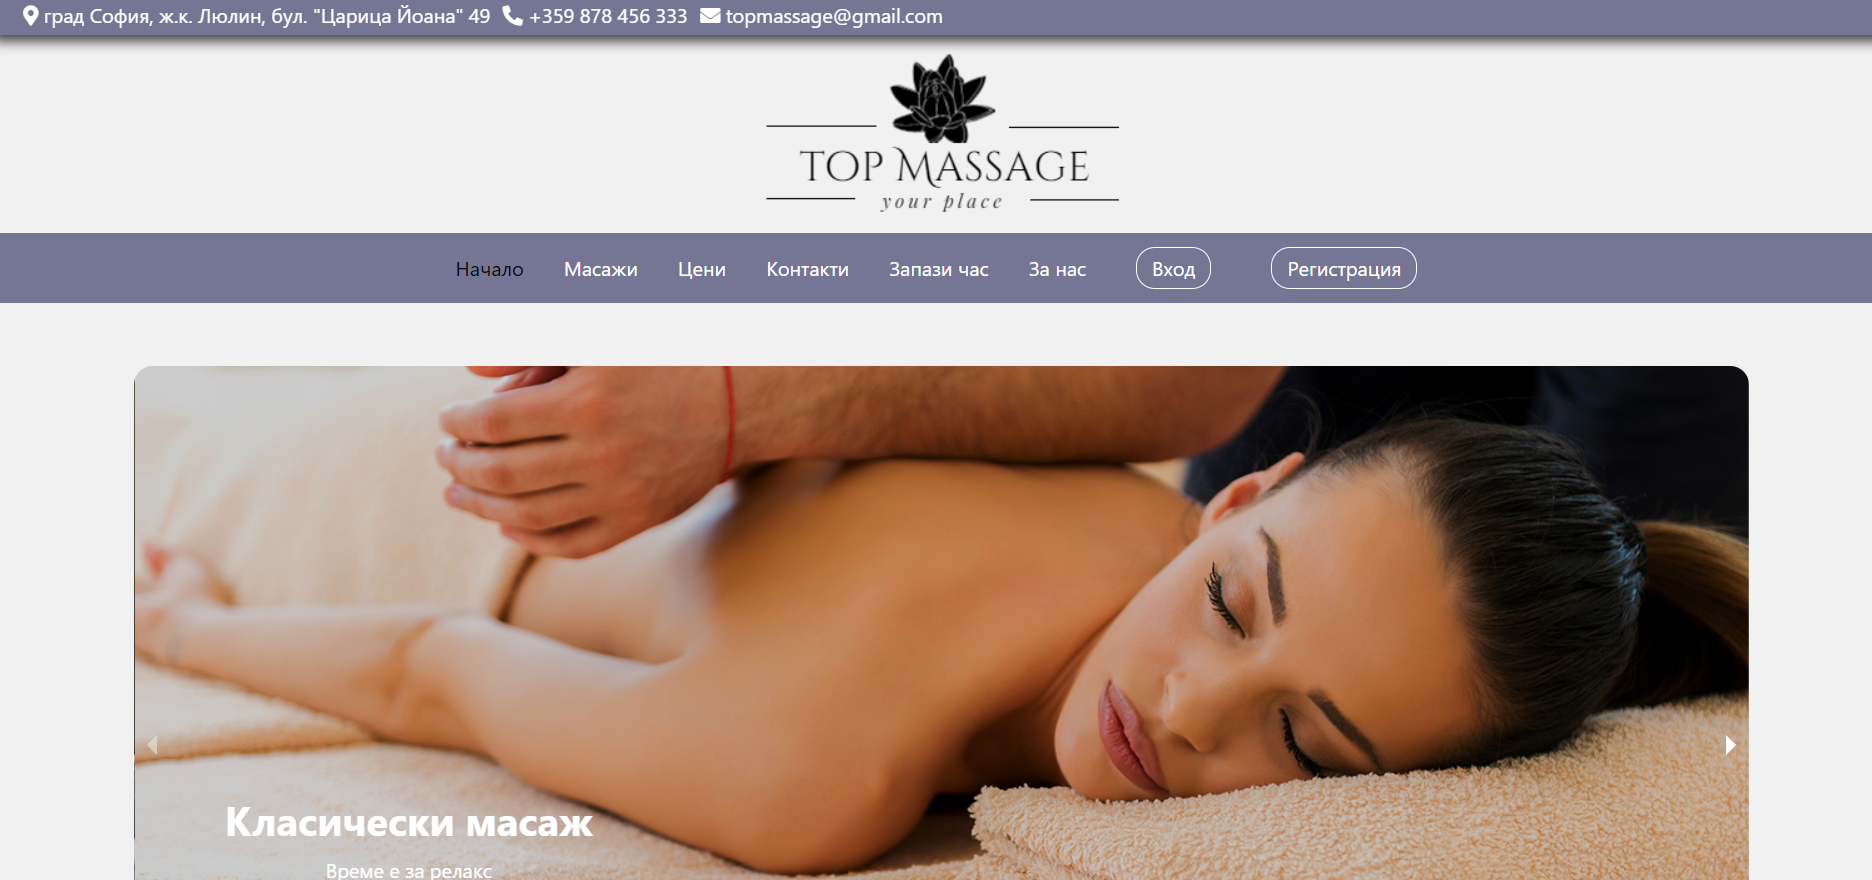 град София, ж.к. Люлин, бул. "Царица Йоана" 49 +359 878 456 333 topmassage@gmail.com
TOP MASSAGE
your place
Начало Масажи Цени Контакти Запази час За нас Вход Регистрация
Класически масаж
Време е за релакс